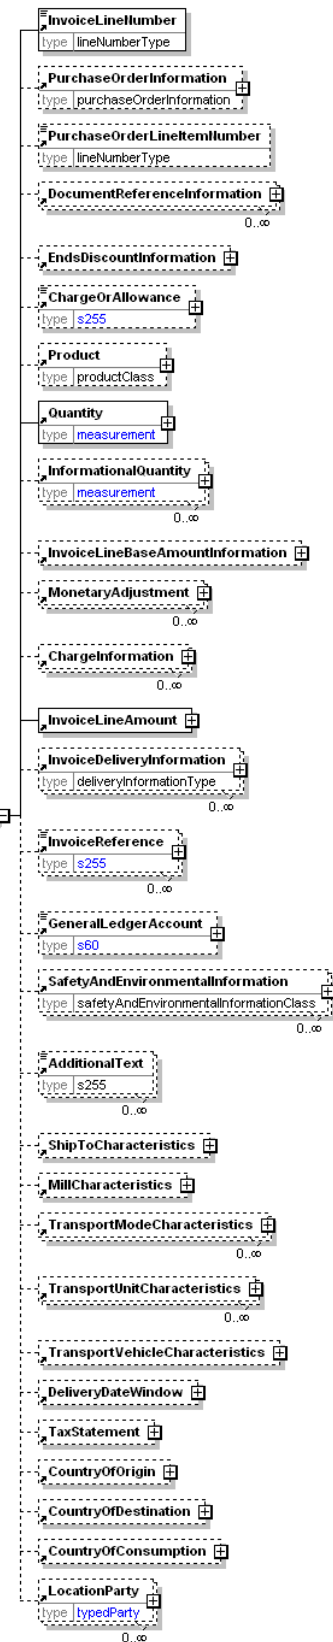 InvoiceLineNumber
type lineNumberType
PurchaseOrderInformation
type purchaseOrderInformation
PurchaseOrderLineItemNumber
type lineNumberType
DocumentReferenceInformation
0..∞
EndsDiscountInformation
ChargeOrAllowance
type s255
Product
type productClass
Quantity
type measurement
InformationalQuantity
type measurement
0..∞
InvoiceLineBaseAmountInformation
MonetaryAdjustment
0..∞
ChargeInformation
0..∞
InvoiceLineAmount
InvoiceDeliveryInformation
type deliveryInformationType
0..∞
InvoiceReference
type s255
0..∞
GeneralLedgerAccount
type s60
SafetyAndEnvironmentalInformation
type safetyAndEnvironmentalInformationClass
0..∞
AdditionalText
type s255
0..∞
ShipToCharacteristics
MillCharacteristics
TransportModeCharacteristics
0..∞
TransportUnitCharacteristics
0..∞
TransportVehicleCharacteristics
DeliveryDateWindow
TaxStatement
CountryOfOrigin
CountryOfDestination
CountryOfConsumption
LocationParty
type typedParty
0..∞